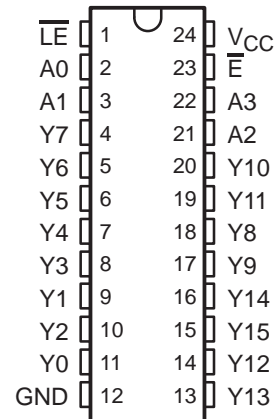 L̅E̅ 1 24 VCC
A0 2 23 E̅
A1 3 22 A3
Y7 4 21 A2
Y6 5 20 Y10
Y5 6 19 Y11
Y4 7 18 Y8
Y3 8 17 Y9
Y1 9 16 Y14
Y2 10 15 Y15
Y0 11 14 Y12
GND 12 13 Y13